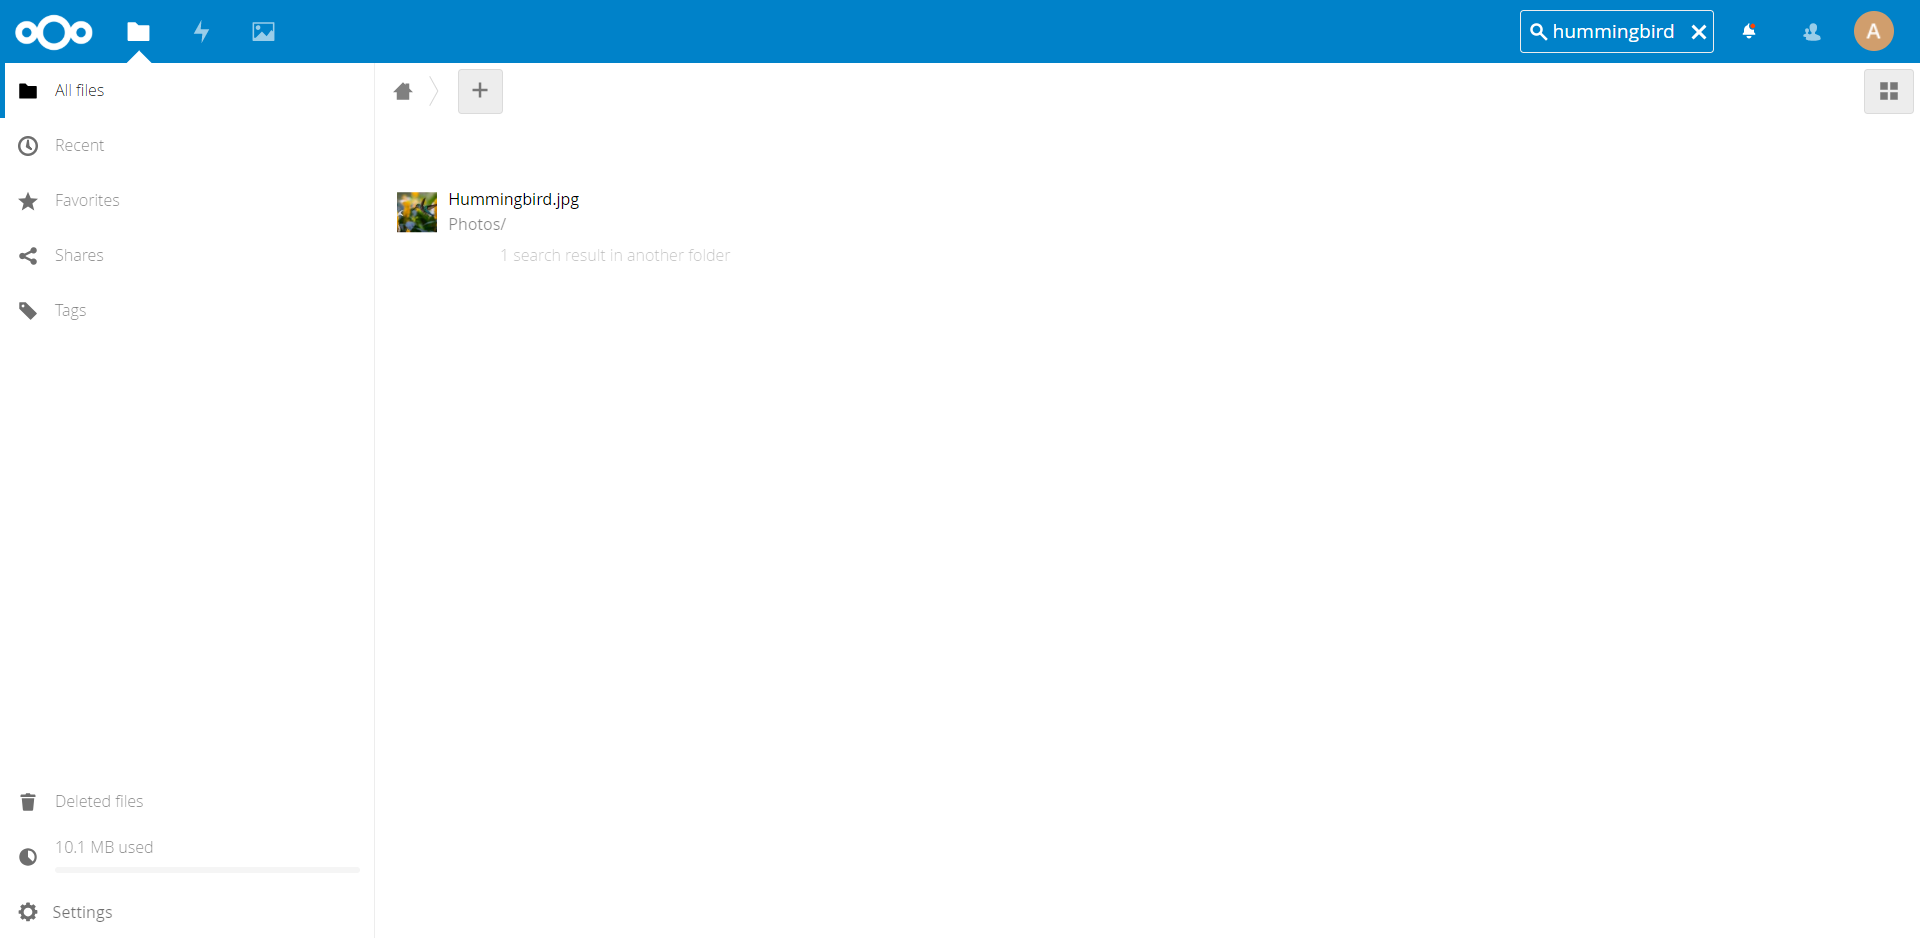 hummingbird
A
All files
Recent
Favorites
Shares
Tags
Hummingbird.jpg
Photos/
1 search result in another folder
Deleted files
10.1 MB used
Settings